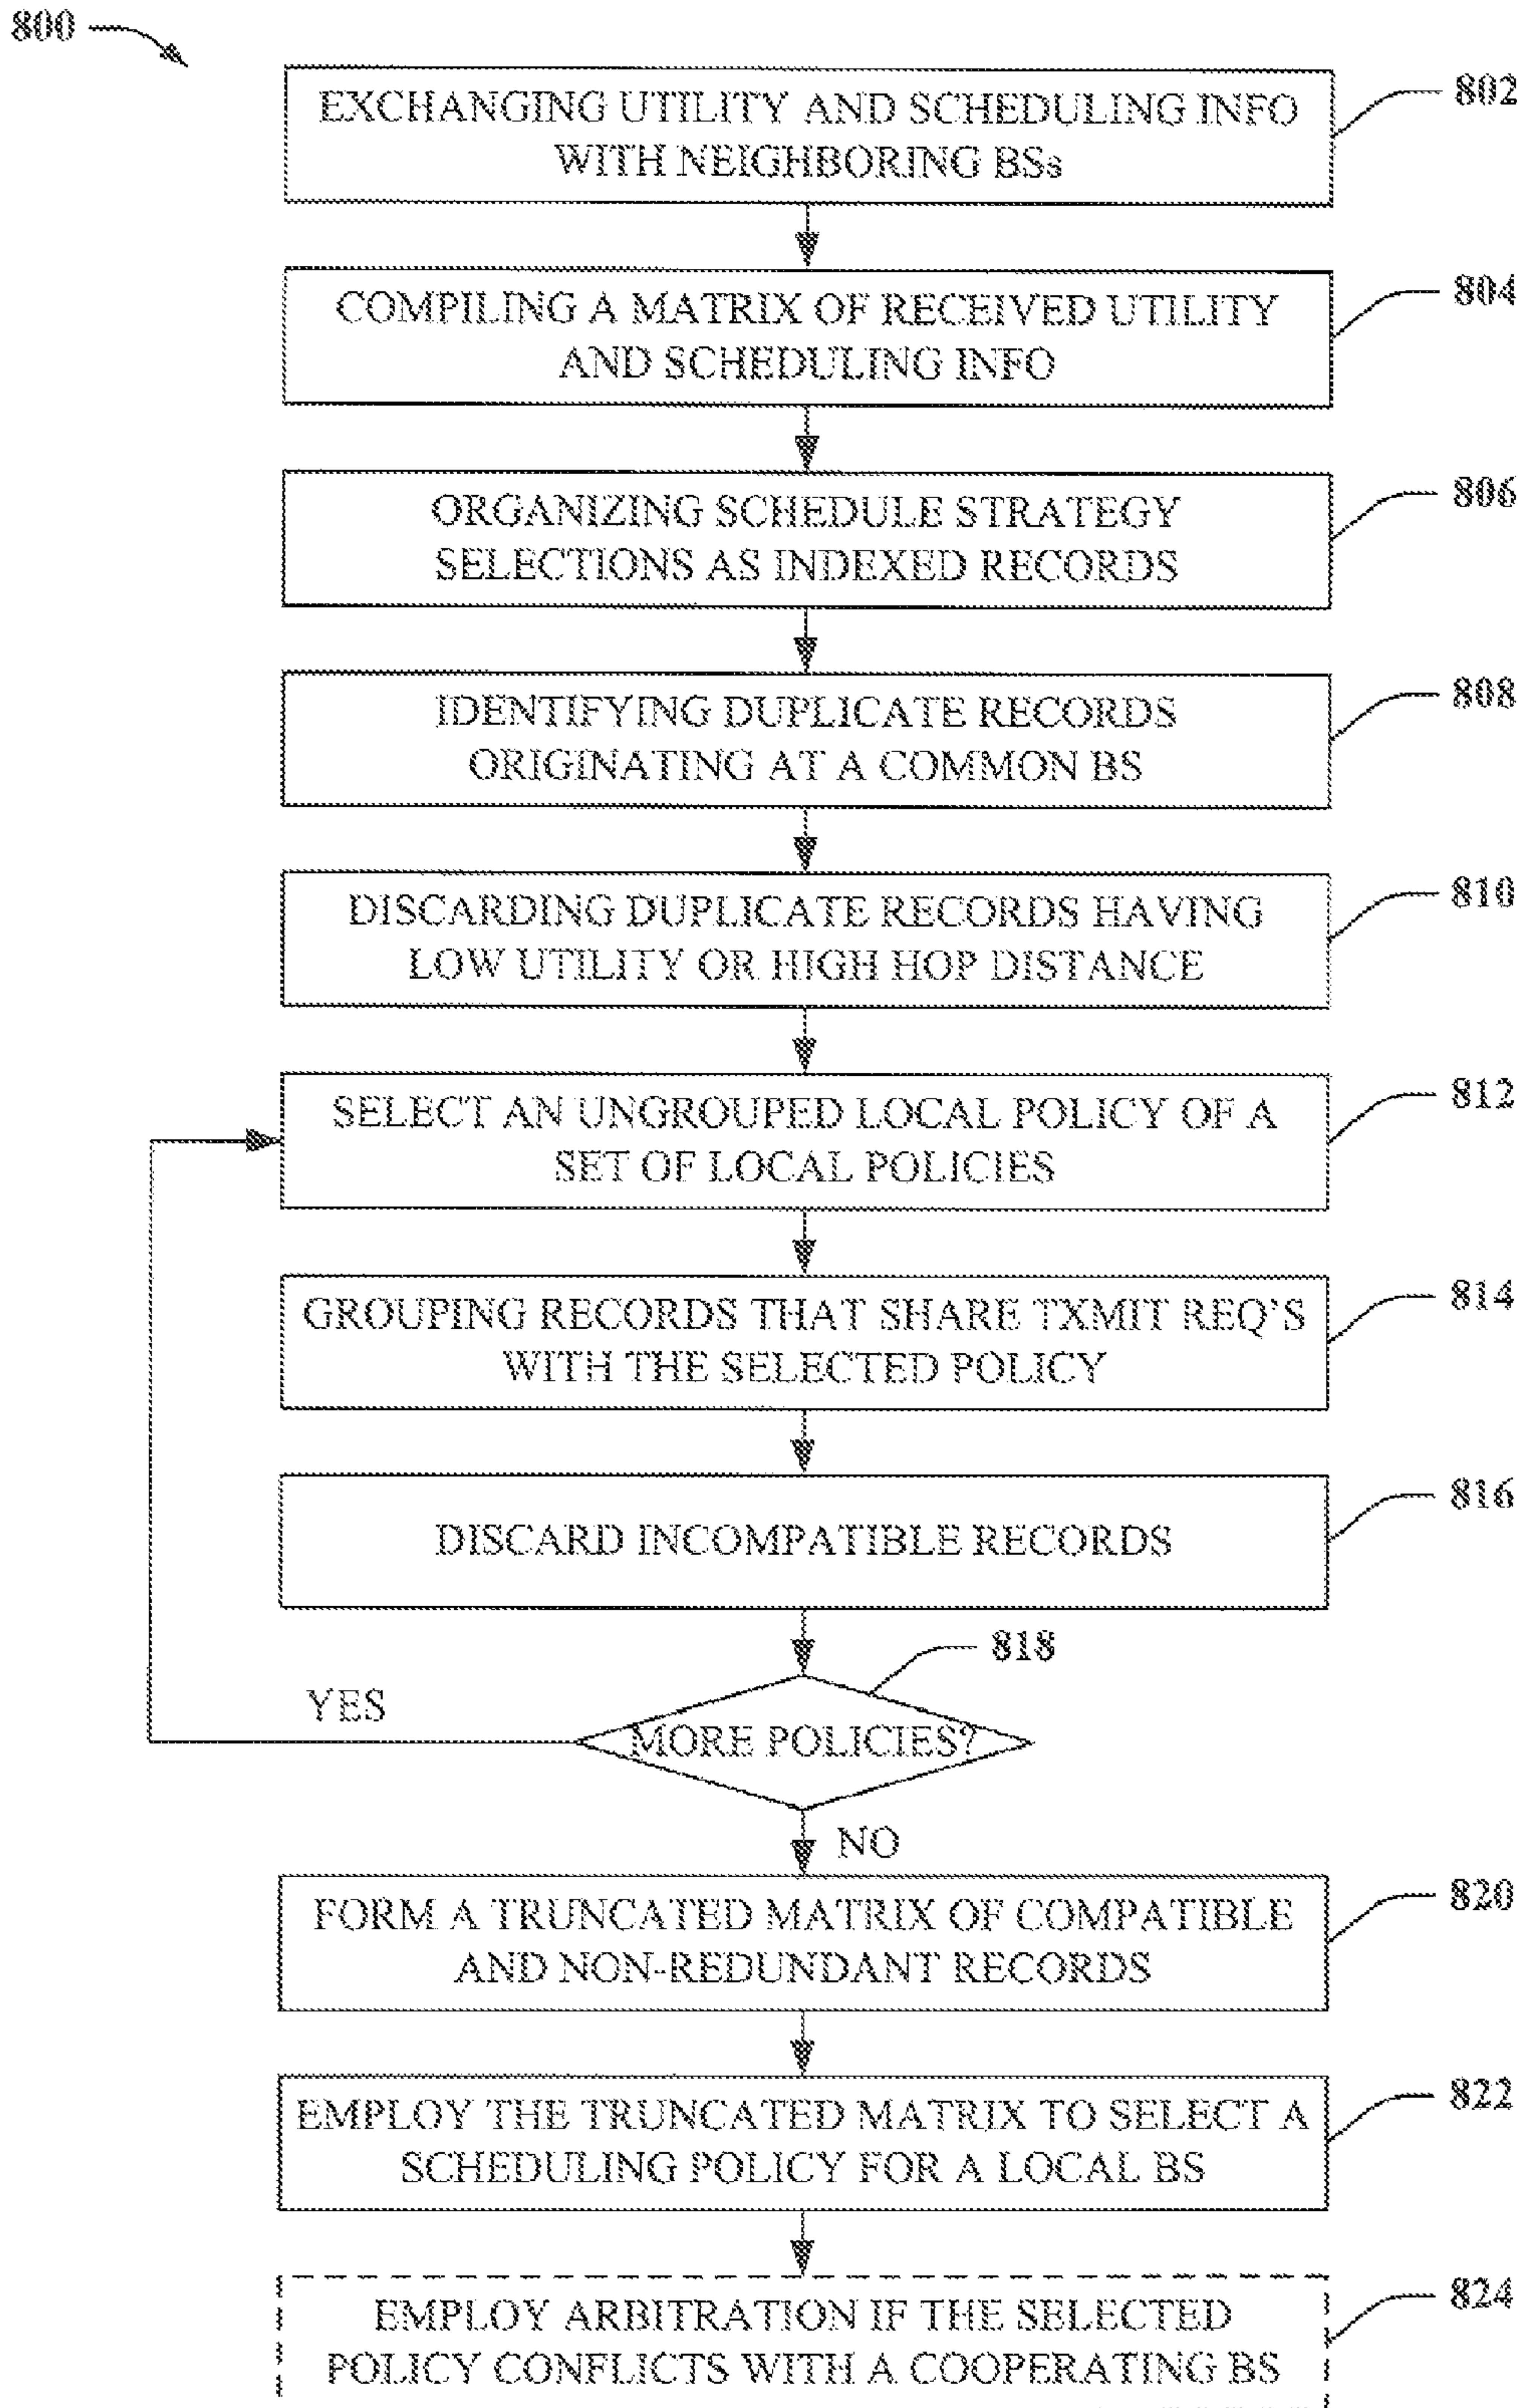 800
EXCHANGING UTILITY AND SCHEDULING INFO
WITH NEIGHBORING BSs
802
COMPILING A MATRIX OF RECEIVED UTILITY
AND SCHEDULING INFO
804
ORGANIZING SCHEDULE STRATEGY
SELECTIONS AS INDEXED RECORDS
806
IDENTIFYING DUPLICATE RECORDS
ORIGINATING AT A COMMON BS
808
DISCARDING DUPLICATE RECORDS HAVING
LOW UTILITY OR HIGH HOP DISTANCE
810
SELECT AN UNGROUPED LOCAL POLICY OF A
SET OF LOCAL POLICIES
812
GROUPING RECORDS THAT SHARE TXMIT REQ'S
WITH THE SELECTED POLICY
814
DISCARD INCOMPATIBLE RECORDS
816
818
YES
MORE POLICIES?
NO
FORM A TRUNCATED MATRIX OF COMPATIBLE
AND NON-REDUNDANT RECORDS
820
EMPLOY THE TRUNCATED MATRIX TO SELECT A
SCHEDULING POLICY FOR A LOCAL BS
822
EMPLOY ARBITRATION IF THE SELECTED
POLICY CONFLICTS WITH A COOPERATING BS
824